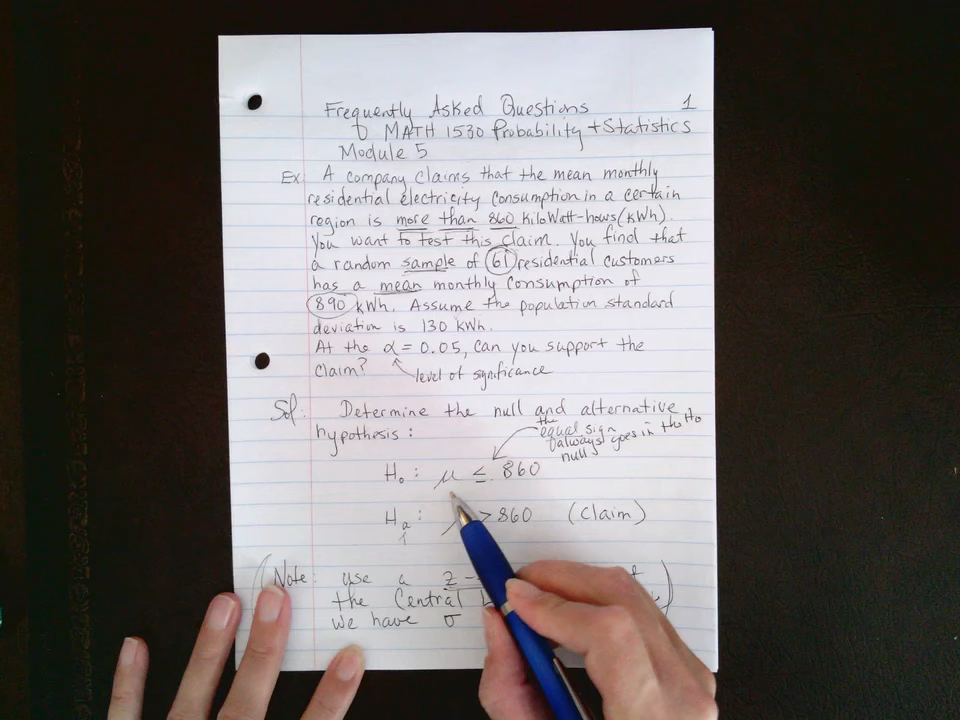 Frequently Asked Questions 1
to MATH 1530 Probability + Statistics
Module 5
Ex: A company claims that the mean monthly
residential electricity consumption in a certain
region is more than 860 KiloWatt-hours (kWh).
You want to test this claim. You find that
a random sample of 61 residential customers
has a mean monthly consumption of
890 kWh. Assume the population standard
deviation is 130 kWh.
At the α = 0.05, can you support the
claim?
level of significance
Sol: Determine the null and alternative
hypothesis:
the equal sign always goes in the H₀ null
H₀: μ ≤ 860
Hₐ: > 860 (claim)
(Note: use a z-
the Central
we have σ